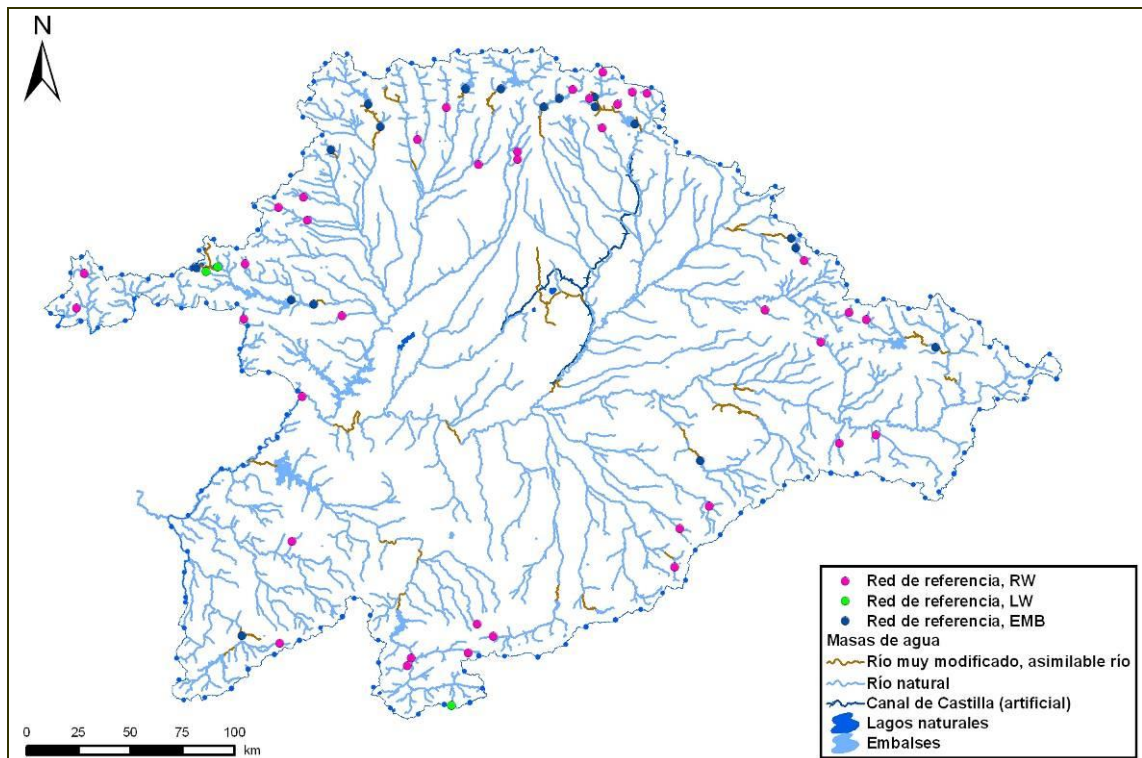 N
Red de referencia, RW
Red de referencia, LW
Red de referencia, EMB
Masas de agua
Río muy modificado, asimilable río
Río natural
Canal de Castilla (artificial)
Lagos naturales
Embalses
0 25 50 75 100
km